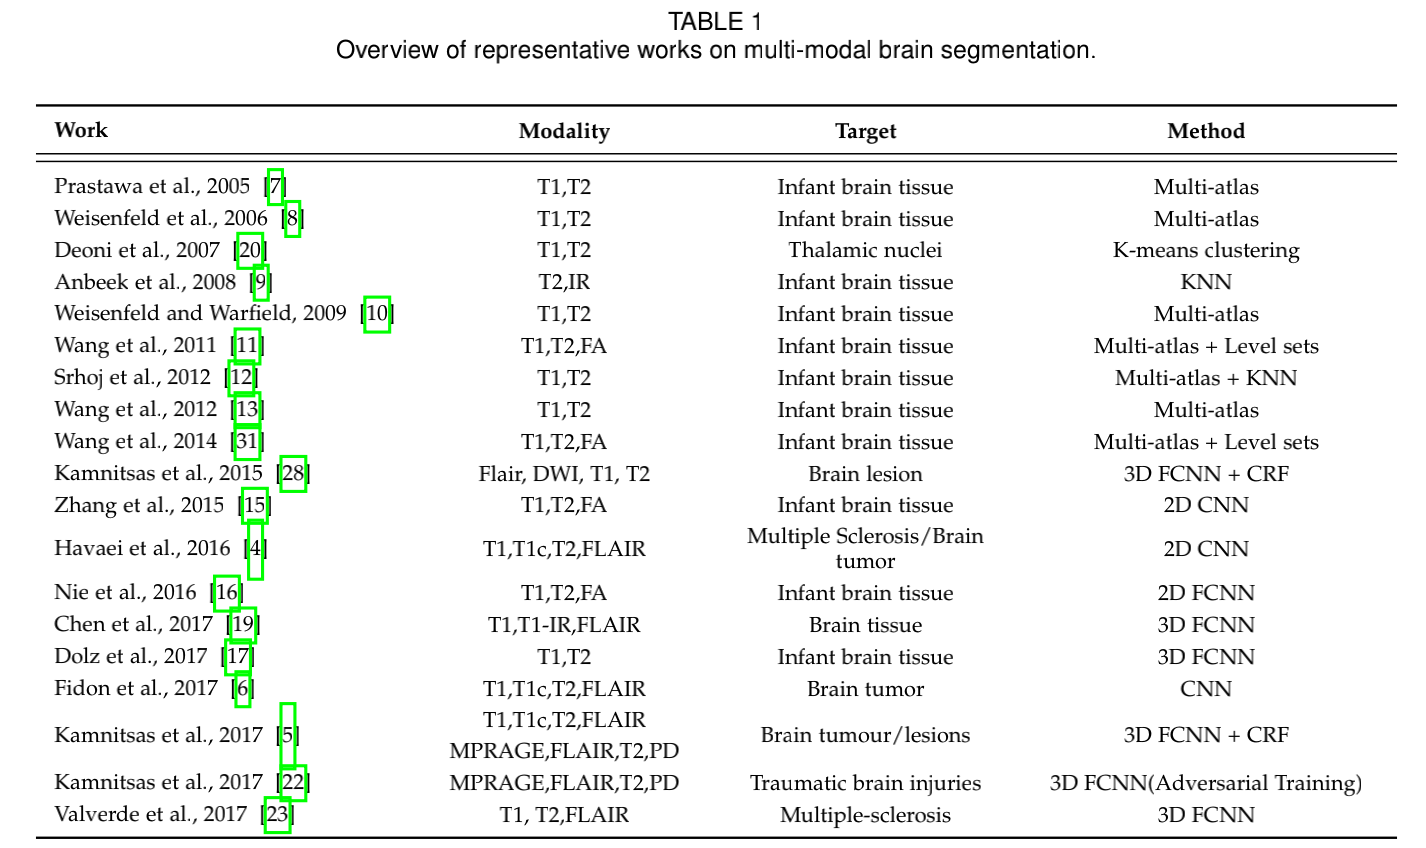 TABLE 1
Overview of representative works on multi-modal brain segmentation.
Work Modality Target Method
Prastawa et al., 2005 [7] T1,T2 Infant brain tissue Multi-atlas
Weisenfeld et al., 2006 [8] T1,T2 Infant brain tissue Multi-atlas
Deoni et al., 2007 [20] T1,T2 Thalamic nuclei K-means clustering
Anbeek et al., 2008 [9] T2,IR Infant brain tissue KNN
Weisenfeld and Warfield, 2009 [10] T1,T2 Infant brain tissue Multi-atlas
Wang et al., 2011 [11] T1,T2,FA Infant brain tissue Multi-atlas + Level sets
Srhoj et al., 2012 [12] T1,T2 Infant brain tissue Multi-atlas + KNN
Wang et al., 2012 [13] T1,T2 Infant brain tissue Multi-atlas
Wang et al., 2014 [31] T1,T2,FA Infant brain tissue Multi-atlas + Level sets
Kamnitsas et al., 2015 [28] Flair, DWI, T1, T2 Brain lesion 3D FCNN + CRF
Zhang et al., 2015 [15] T1,T2,FA Infant brain tissue 2D CNN
Havaei et al., 2016 [4] T1,T1c,T2,FLAIR Multiple Sclerosis/Brain
tumor 2D CNN
Nie et al., 2016 [16] T1,T2,FA Infant brain tissue 2D FCNN
Chen et al., 2017 [19] T1,T1-IR,FLAIR Brain tissue 3D FCNN
Dolz et al., 2017 [17] T1,T2 Infant brain tissue 3D FCNN
Fidon et al., 2017 [6] T1,T1c,T2,FLAIR Brain tumor CNN
Kamnitsas et al., 2017 [5] T1,T1c,T2,FLAIR
MPRAGE,FLAIR,T2,PD Brain tumour/lesions 3D FCNN + CRF
Kamnitsas et al., 2017 [22] MPRAGE,FLAIR,T2,PD Traumatic brain injuries 3D FCNN(Adversarial Training)
Valverde et al., 2017 [23] T1, T2,FLAIR Multiple-sclerosis 3D FCNN